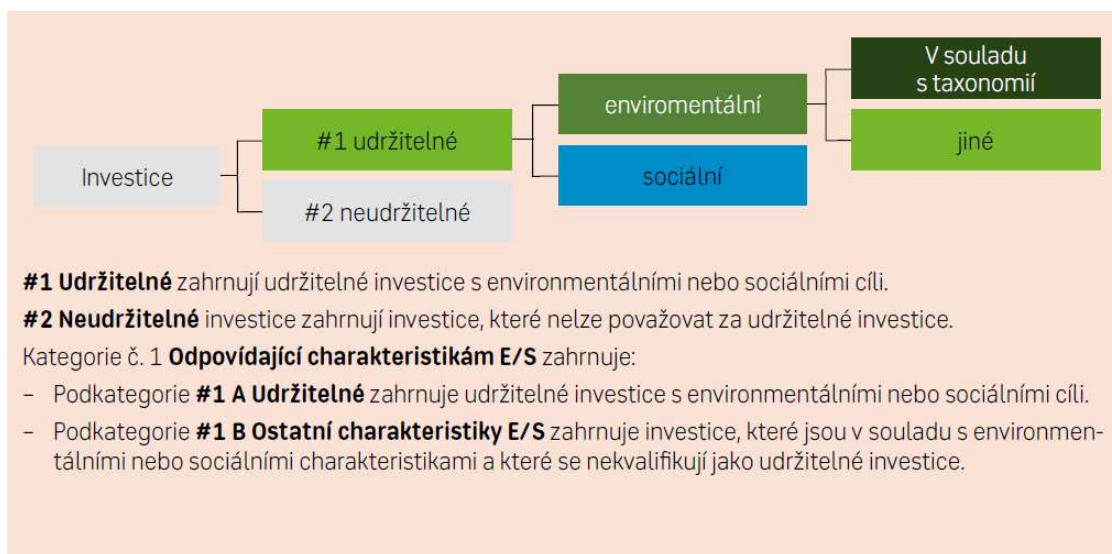 V souladu
s taxonomií
enviromentální
#1 udržitelné
jiné
Investice
sociální
#2 neudržitelné
#1 Udržitelné zahrnují udržitelné investice s environmentálními nebo sociálními cíli.
#2 Neudržitelné investice zahrnují investice, které nelze považovat za udržitelné investice.
Kategorie č. 1 Odpovídající charakteristikám E/S zahrnuje:
– Podkategorie #1 A Udržitelné zahrnuje udržitelné investice s environmentálními nebo sociálními cíli.
– Podkategorie #1 B Ostatní charakteristiky E/S zahrnuje investice, které jsou v souladu s environmen-
tálními nebo sociálními charakteristikami a které se nekvalifikují jako udržitelné investice.